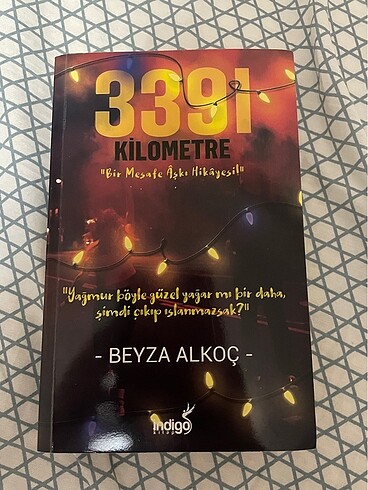 3391
KİLOMETRE
"Bir Mesafe Âşkı Hikâyesi!"
"Yağmur böyle güzel yağar mı bir daha,
şimdi çıkıp ıslanmazsak?"
- BEYZA ALKOÇ -
indigo
kitap